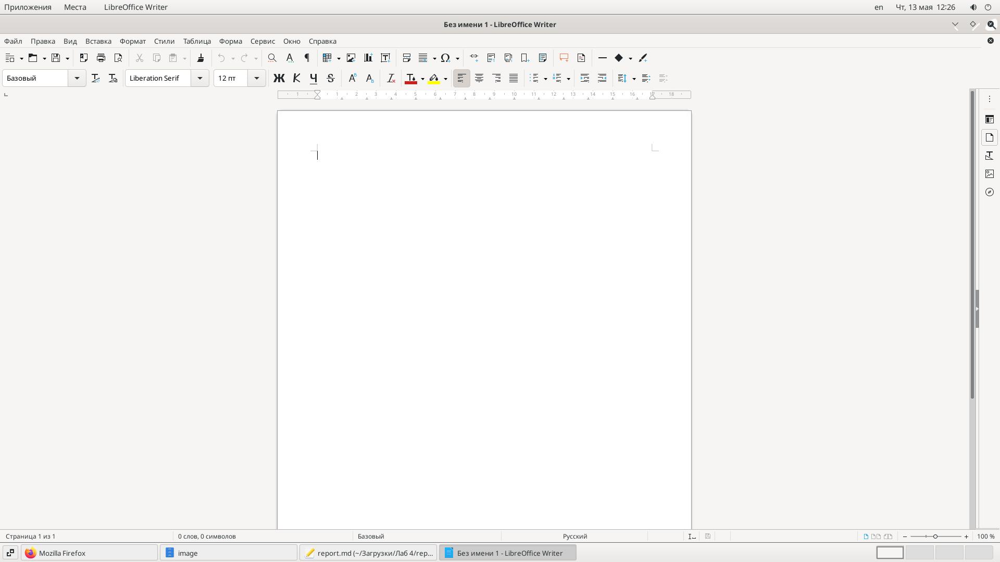 Приложения Места LibreOffice Writer en Чт, 13 мая 12:26
Без имени 1 - LibreOffice Writer
Файл Правка Вид Вставка Формат Стили Таблица Форма Сервис Окно Справка
Базовый Liberation Serif 12 пт Ж К Ч S
1 1 2 3 4 5 6 7 8 9 10 11 12 13 14 15 16 17 18
Страница 1 из 1 0 слов, 0 символов Базовый Русский 100 %
Mozilla Firefox image report.md (~/Загрузки/Лаб 4/rep... Без имени 1 - LibreOffice Writer